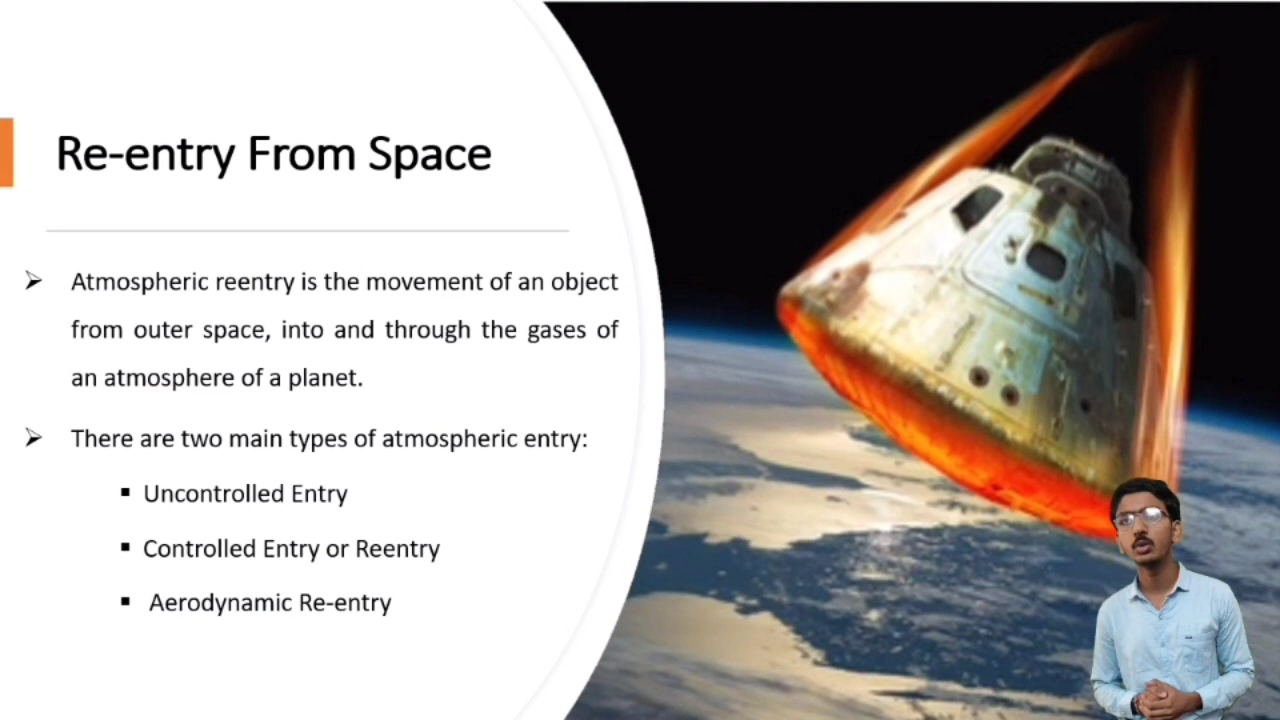 Re-entry From Space
Atmospheric reentry is the movement of an object
from outer space, into and through the gases of
an atmosphere of a planet.
There are two main types of atmospheric entry:
Uncontrolled Entry
Controlled Entry or Reentry
Aerodynamic Re-entry